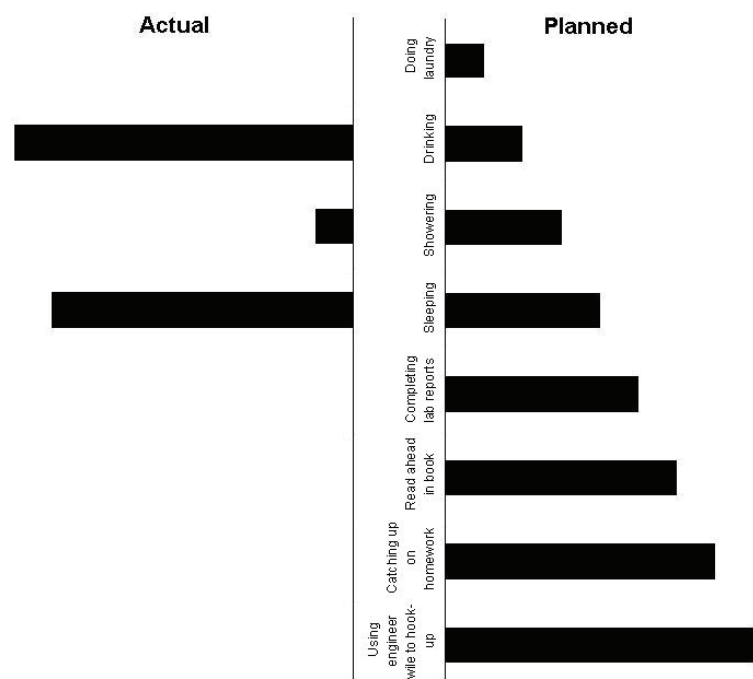 Actual
Planned
Doing
laundry
Drinking
Showering
Sleeping
Completing
lab reports
Read ahead
in book
Catching up
on
homework
Using
engineer
wile to hook-
up